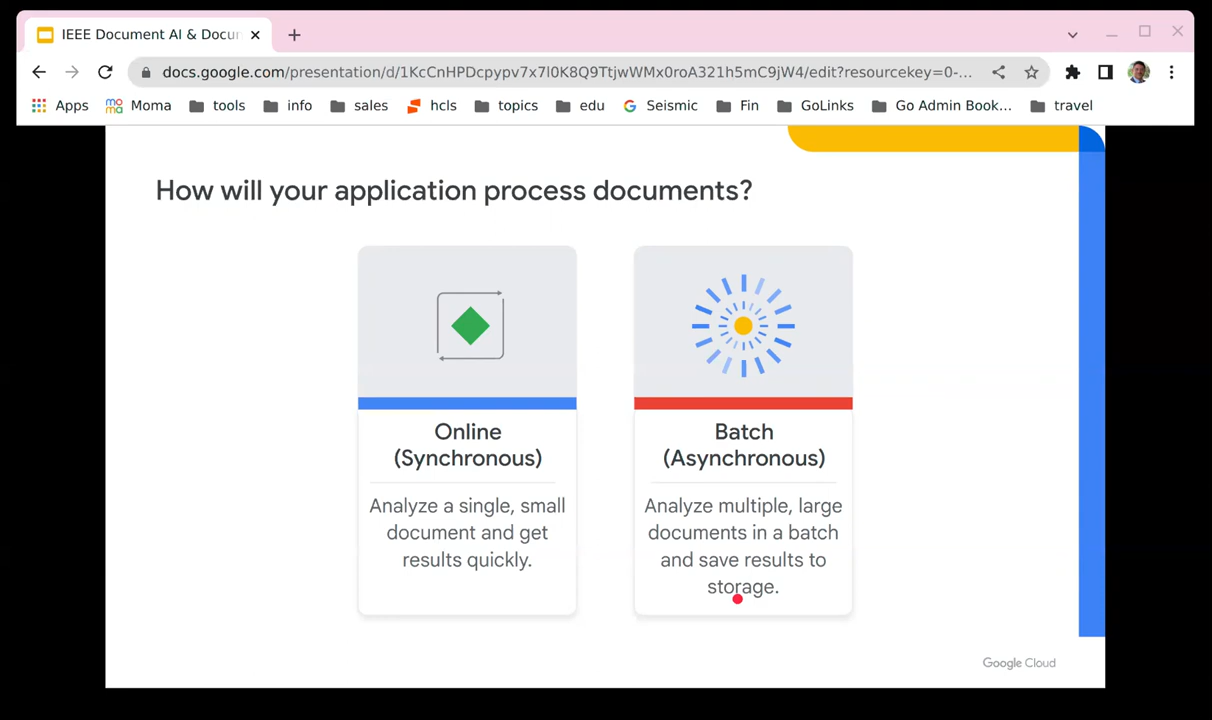 IEEE Document AI & Docum
docs.google.com/presentation/d/1KcCnHPDcpypv7x7l0K8Q9TtjwWMx0roA321h5mC9jW4/edit?resourcekey=0-...
Apps Moma tools info sales hcls topics edu Seismic Fin GoLinks Go Admin Book... travel
How will your application process documents?
Online
(Synchronous)
Analyze a single, small
document and get
results quickly.
Batch
(Asynchronous)
Analyze multiple, large
documents in a batch
and save results to
storage.
Google Cloud